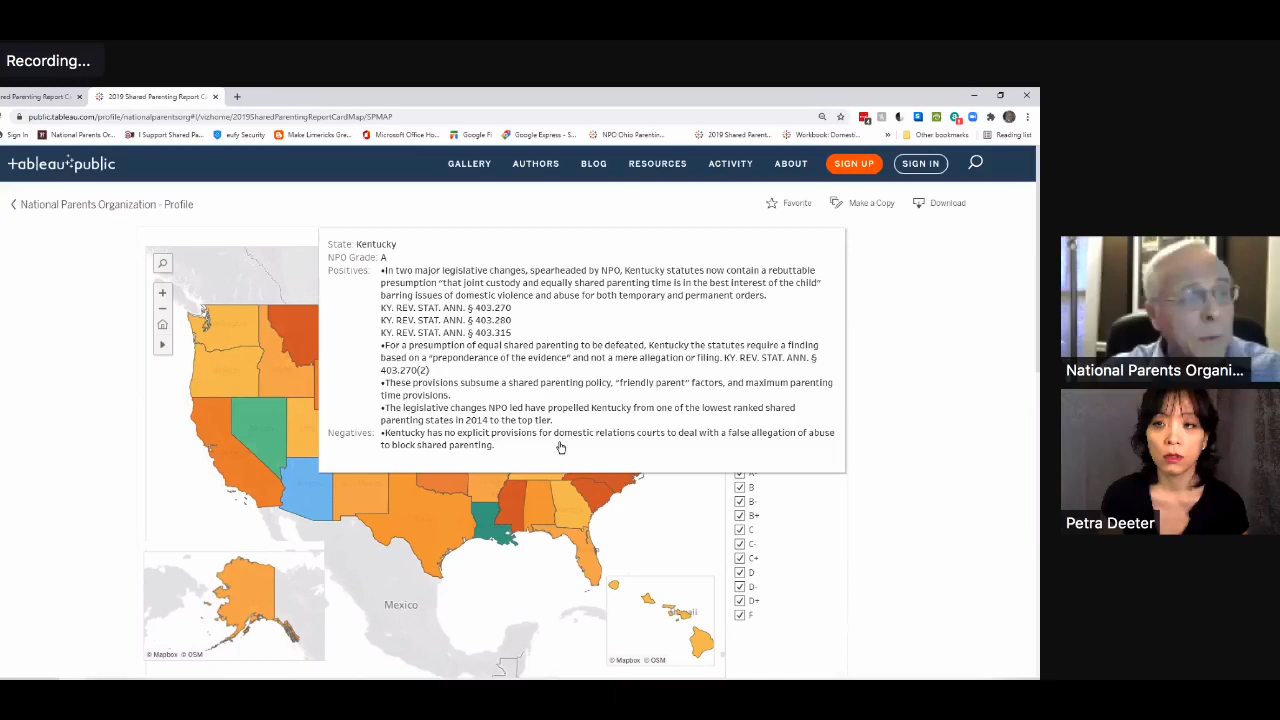 Recording...
red Parenting Report C
2019 Shared Parenting Report C
public.tableau.com/profile/nationalparentsorg#!/vizhome/2019SharedParentingReportCardMap/SPMAP
Sign In
National Parents Or...
! I Support Shared Pa...
eufy Security
Make Limericks Gre...
Microsoft Office Ho...
Google Fi
Google Express - S...
NPO Ohio Parentin...
2019 Shared Parent...
Workbook: Domesti...
»
Other bookmarks
Reading list
+tableau+public
GALLERY
AUTHORS
BLOG
RESOURCES
ACTIVITY
ABOUT
SIGN UP
SIGN IN
National Parents Organization - Profile
Favorite
Make a Copy
Download
State: Kentucky
NPO Grade: A
Positives: •In two major legislative changes, spearheaded by NPO, Kentucky statutes now contain a rebuttable
presumption “that joint custody and equally shared parenting time is in the best interest of the child”
barring issues of domestic violence and abuse for both temporary and permanent orders.
KY. REV. STAT. ANN. § 403.270
KY. REV. STAT. ANN. § 403.280
KY. REV. STAT. ANN. § 403.315
•For a presumption of equal shared parenting to be defeated, Kentucky the statutes require a finding
based on a “preponderance of the evidence” and not a mere allegation or filing. KY. REV. STAT. ANN. §
403.270(2)
•These provisions subsume a shared parenting policy, “friendly parent” factors, and maximum parenting
time provisions.
•The legislative changes NPO led have propelled Kentucky from one of the lowest ranked shared
parenting states in 2014 to the top tier.
Negatives: •Kentucky has no explicit provisions for domestic relations courts to deal with a false allegation of abuse
to block shared parenting.
A-
B
B-
B+
C
C-
C+
D
D-
D+
F
Mexico
© Mapbox © OSM
© Mapbox © OSM
National Parents Organi...
Petra Deeter